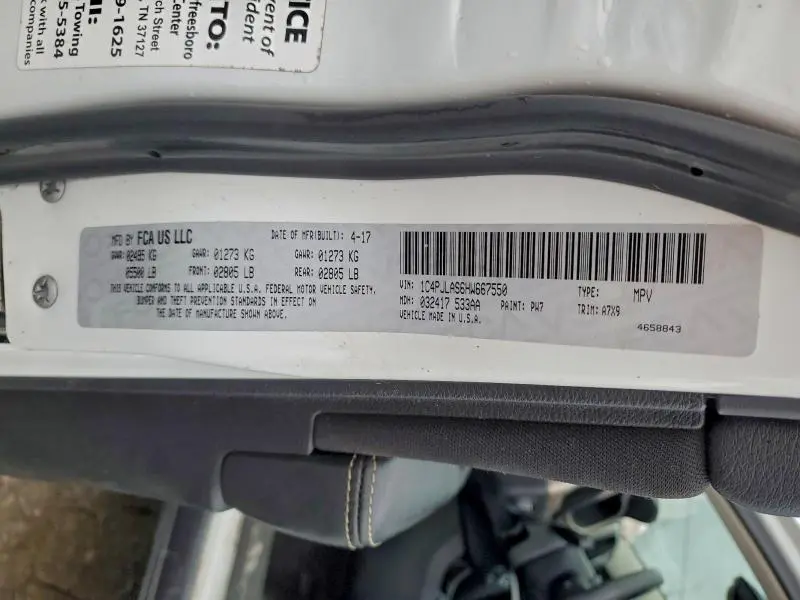 ICE
rent of
ident
UTO:
freesboro
Center
rch Street
, TN 37127
9-1625
Towing
5-5384
k with all
companies
MFD BY FCA US LLC
DATE OF MFR(BUILT): 4-17
GVWR: 02495 KG GAWR: 01273 KG GAWR: 01273 KG
05500 LB FRONT: 02805 LB REAR: 02805 LB
THIS VEHICLE CONFORMS TO ALL APPLICABLE U.S.A. FEDERAL MOTOR VEHICLE SAFETY,
BUMPER AND THEFT PREVENTION STANDARDS IN EFFECT ON
THE DATE OF MANUFACTURE SHOWN ABOVE.
VIN: 1C4PJLAS6HW667550 TYPE: MPV
MDH: 032417 533AA PAINT: PW7 TRIM: A7X9
VEHICLE MADE IN U.S.A.
4658843